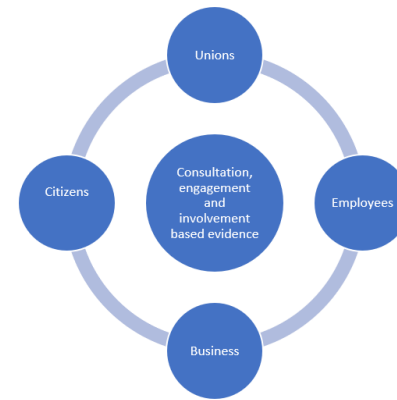 Unions
Citizens
Consultation,
engagement
and
involvement
based evidence
Employees
Business